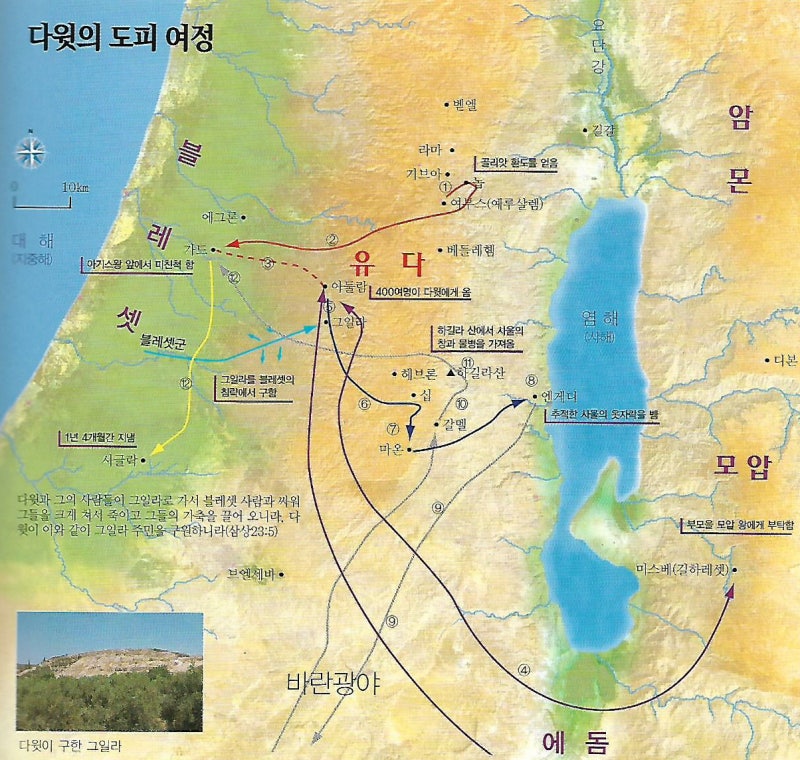 다윗의 도피 여정
요단강
벧엘
암몬
길갈
라마
골리앗 환도를 얻음
기브아
놉
①
여부스(예루살렘)
블레셋
N
0 10km
에그론
대 해
(지중해)
가드
②
③
아기스왕 앞에서 미친척 함
⑫
베들레헴
유 다
아둘람
400여명이 다윗에게 옴
⑤
그일라
블레셋군
하길라 산에서 사울의
창과 물병을 가져옴
염 해
(사해)
디본
⑪
헤브론
하길라산
⑧
엔게디
⑫
그일라를 블레셋의
침략에서 구함
십
⑥
⑩
추적한 사울의 옷자락을 벰
⑦
갈멜
마온
1년 4개월간 지냄
시글락
모압
다윗과 그의 사람들이 그일라로 가서 블레셋 사람과 싸워
그들을 크게 쳐서 죽이고 그들의 가축을 끌어 오니라, 다
윗이 이와 같이 그일라 주민을 구원하니라(삼상23:5)
⑨
부모를 모압 왕에게 부탁함
미스베(길하레셋)
브엘세바
⑨
④
바란광야
에 돔
다윗이 구한 그일라